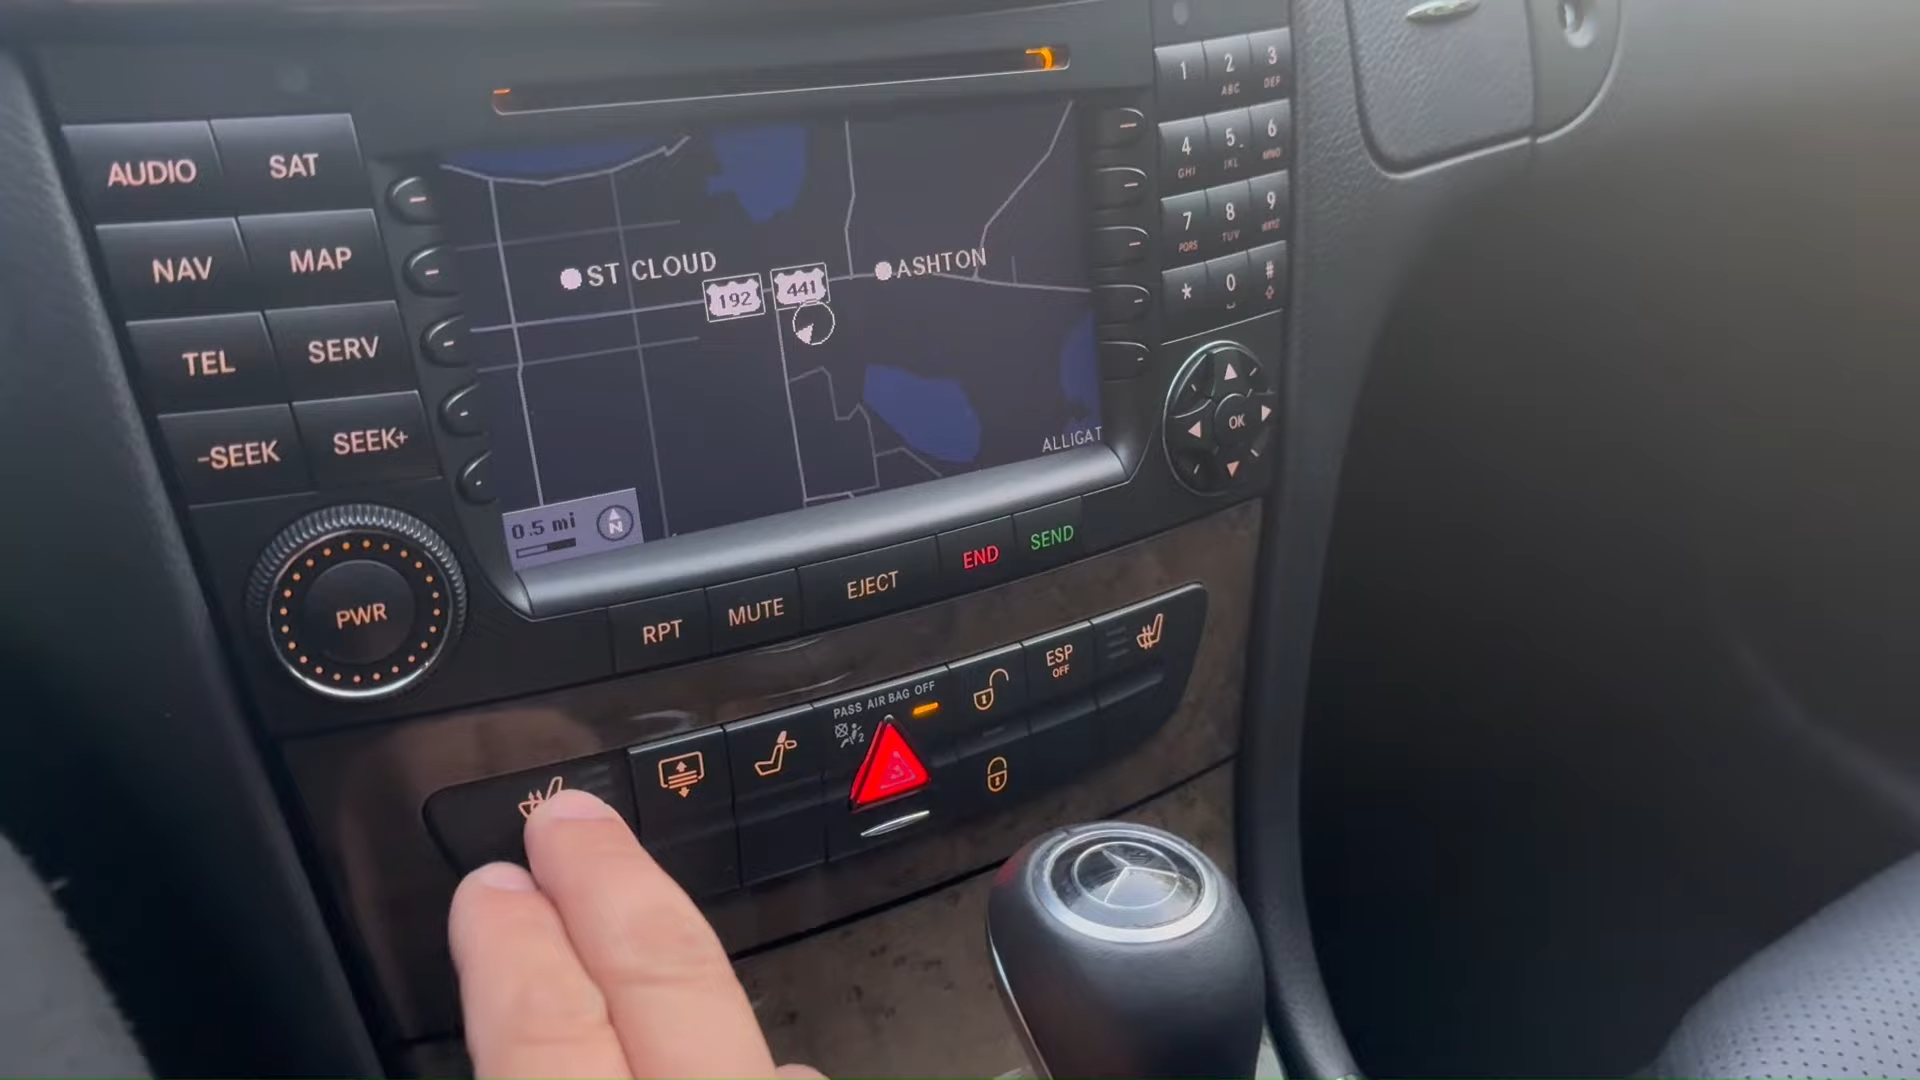 AUDIO SAT
NAV MAP
TEL SERV
-SEEK SEEK+
PWR
ST CLOUD
192
441
ASHTON
ALLIGAT
0.5 mi
N
1 2 3
ABC DEF
4 5 6
GHI JKL MNO
7 8 9
PQRS TUV WXYZ
* 0 #
OK
RPT MUTE EJECT END SEND
PASS AIR BAG OFF
2
ESP
OFF